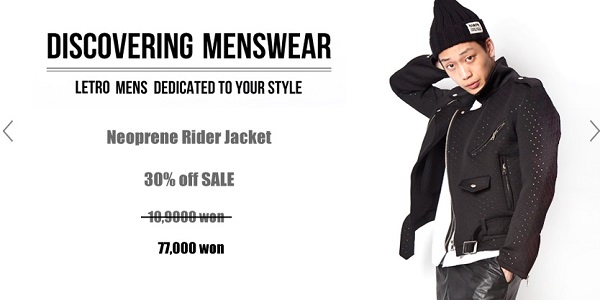 DISCOVERING MENSWEAR
LETRO MENS DEDICATED TO YOUR STYLE
Neoprene Rider Jacket
30% off SALE
10,9000 won
77,000 won